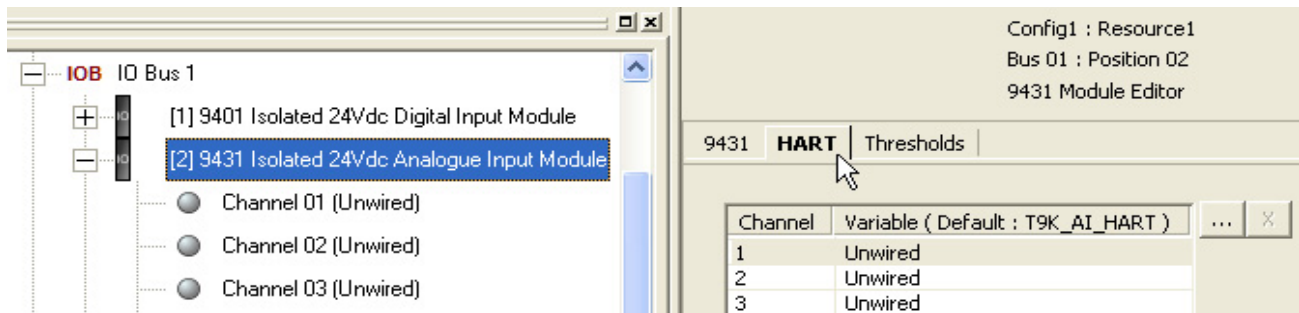 IOB IO Bus 1
[1] 9401 Isolated 24Vdc Digital Input Module
[2] 9431 Isolated 24Vdc Analogue Input Module
Channel 01 (Unwired)
Channel 02 (Unwired)
Channel 03 (Unwired)
Config1 : Resource1
Bus 01 : Position 02
9431 Module Editor
9431 HART Thresholds
Channel Variable ( Default : T9K_AI_HART ) ... X
1 Unwired
2 Unwired
3 Unwired